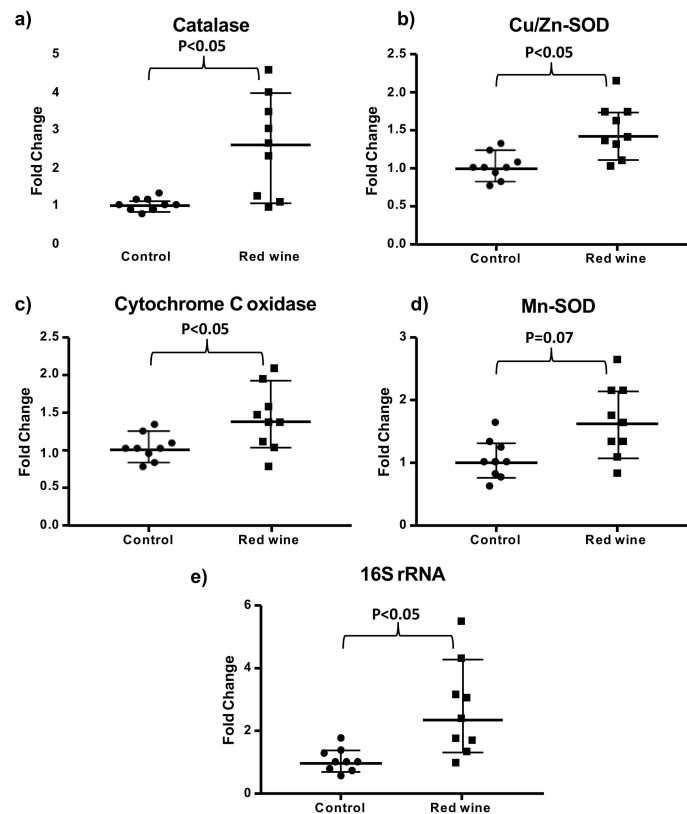 a)
Catalase
P<0.05
Fold Change
5
4
3
2
1
0
Control Red wine
b)
Cu/Zn-SOD
P<0.05
Fold Change
2.5
2.0
1.5
1.0
0.5
0.0
Control Red wine
c)
Cytochrome C oxidase
P<0.05
Fold Change
2.5
2.0
1.5
1.0
0.5
0.0
Control Red wine
d)
Mn-SOD
P=0.07
Fold Change
3
2
1
0
Control Red wine
e)
16S rRNA
P<0.05
Fold Change
6
4
2
0
Control Red wine